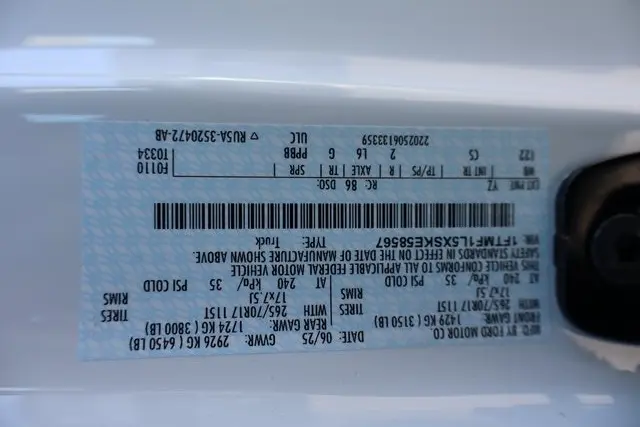 MFD. BY FORD MOTOR CO.
DATE: 06/25 GVWR: 2926 KG ( 6450 LB)
FRONT GAWR: 1429 KG ( 3150 LB) REAR GAWR: 1724 KG ( 3800 LB)
WITH 265/70R17 115T TIRES WITH 265/70R17 115T TIRES
17x7.5J RIMS 17x7.5J RIMS
AT 240 kPa/ 35 PSI COLD AT 240 kPa/ 35 PSI COLD
THIS VEHICLE CONFORMS TO ALL APPLICABLE FEDERAL MOTOR VEHICLE
SAFETY STANDARDS IN EFFECT ON THE DATE OF MANUFACTURE SHOWN ABOVE.
VIN: 1FTMF1L5XSKE58567 TYPE: Truck
EXT PNT: YZ RC: 86 DSO: F0110
WB INT TR TP/PS R AXLE TR SPR T0334
122 CS 2 L6 G PPBB
ULC
2202506133359 RU5A-3520472-AB